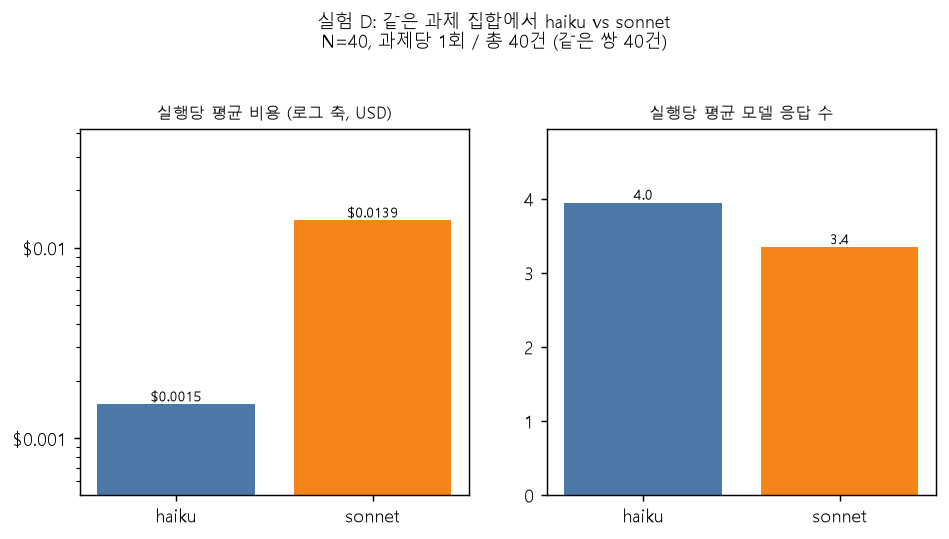 실험 D: 같은 과제 집합에서 haiku vs sonnet
N=40, 과제당 1회 / 총 40건 (같은 쌍 40건)
실행당 평균 비용 (로그 축, USD)
$0.01
$0.001
$0.0015
$0.0139
haiku
sonnet
실행당 평균 모델 응답 수
4
3
2
1
0
4.0
3.4
haiku
sonnet